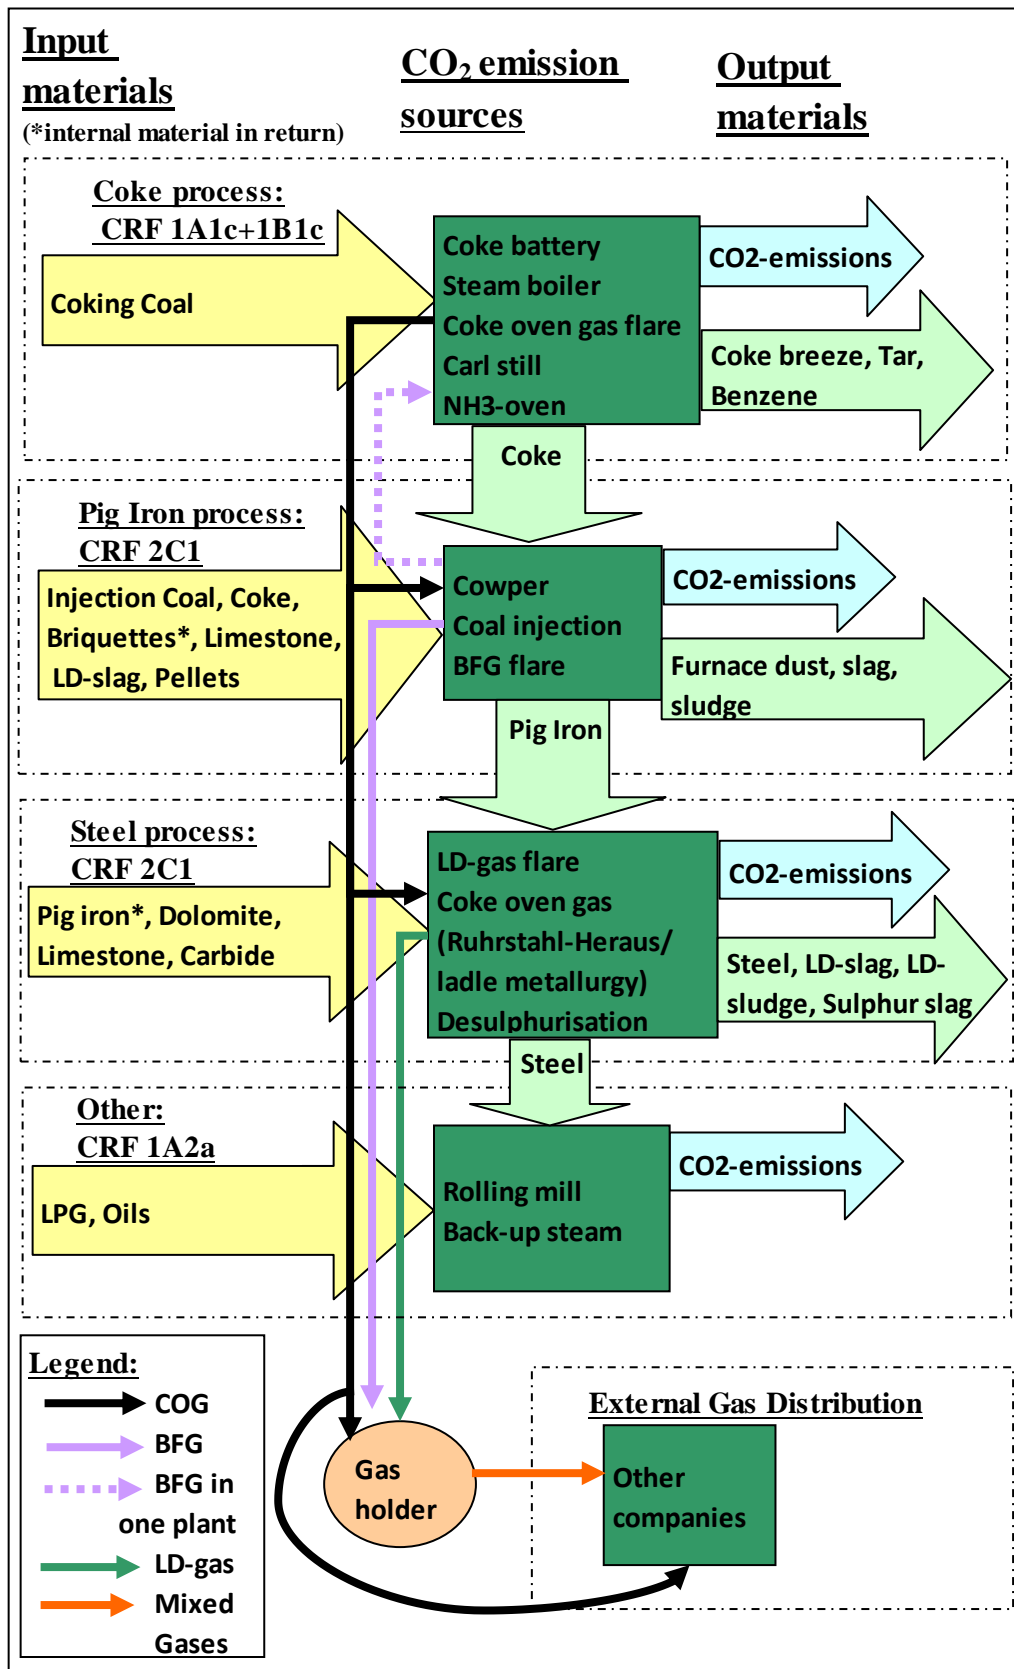 Input
materials
(*internal material in return)
CO2 emission
sources
Output
materials
Coke process:
CRF 1A1c+1B1c
Coking Coal
Coke battery
Steam boiler
Coke oven gas flare
Carl still
NH3-oven
CO2-emissions
Coke breeze, Tar,
Benzene
Coke
Pig Iron process:
CRF 2C1
Injection Coal, Coke,
Briquettes*, Limestone,
LD-slag, Pellets
Cowper
Coal injection
BFG flare
CO2-emissions
Furnace dust, slag,
sludge
Pig Iron
Steel process:
CRF 2C1
Pig iron*, Dolomite,
Limestone, Carbide
LD-gas flare
Coke oven gas
(Ruhrstahl-Heraus/
ladle metallurgy)
Desulphurisation
CO2-emissions
Steel, LD-slag, LD-
sludge, Sulphur slag
Steel
Other:
CRF 1A2a
LPG, Oils
Rolling mill
Back-up steam
CO2-emissions
Legend:
COG
BFG
BFG in
one plant
LD-gas
Mixed
Gases
Gas
holder
External Gas Distribution
Other
companies